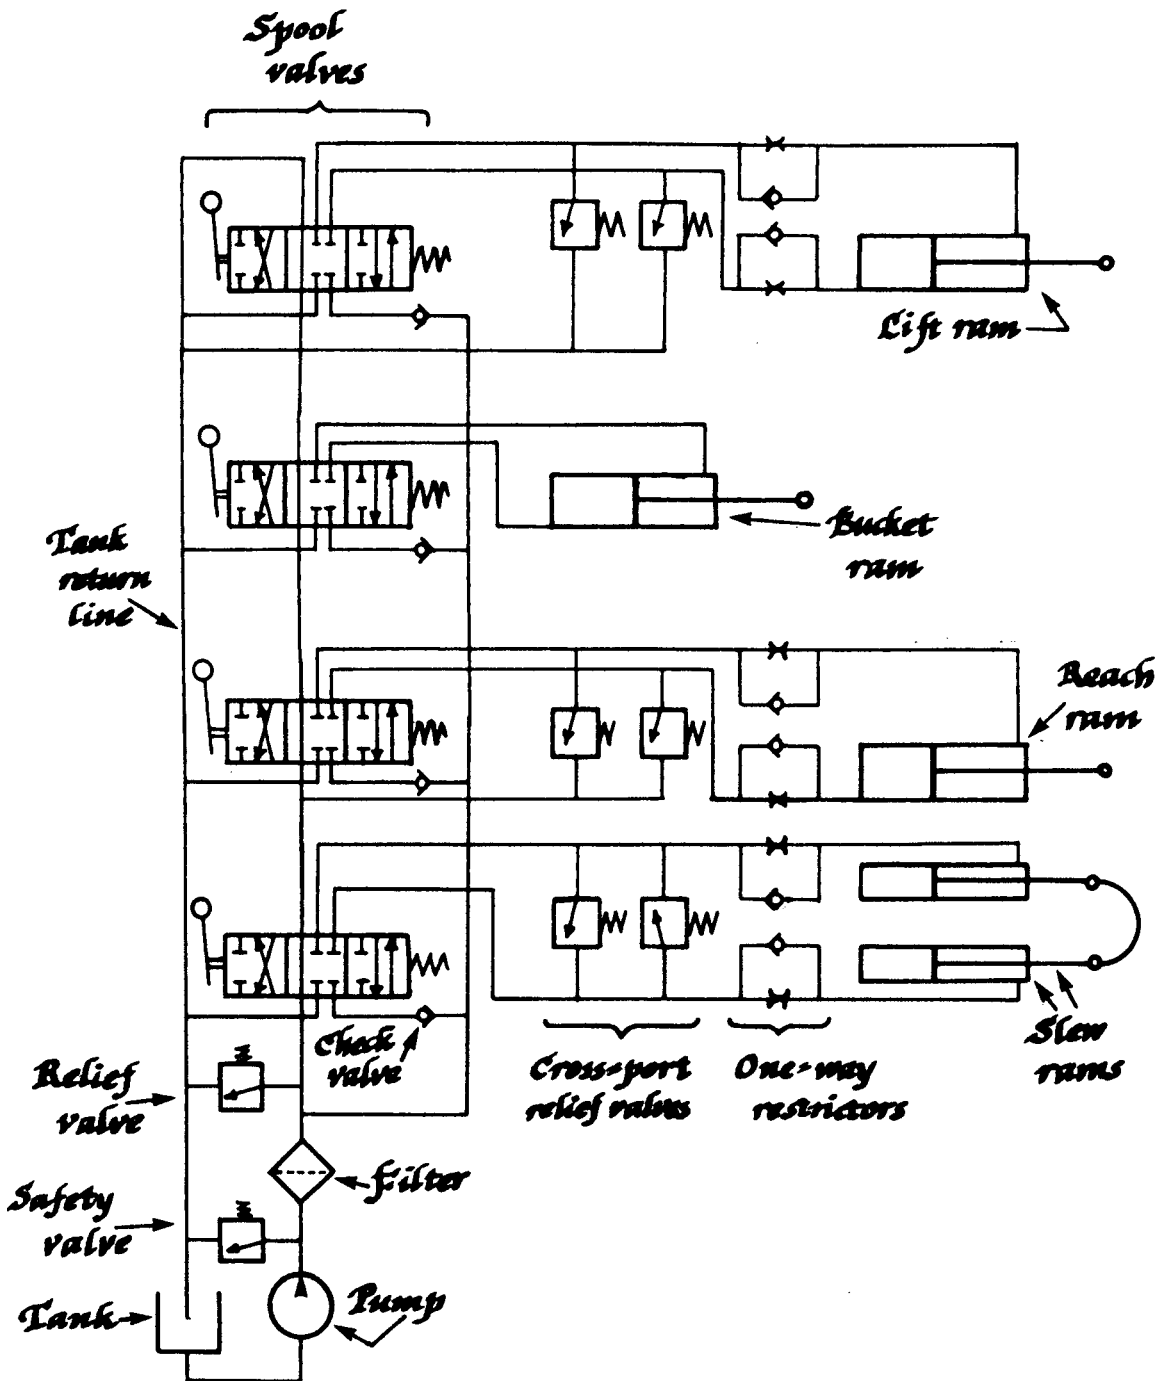 Spool
valves
Lift ram
Bucket
ram
Tank
return
line
Reach
ram
Check
valve
Slew
rams
Cross-port
relief valves
One-way
restrictors
Relief
valve
Filter
Safety
valve
Tank
Pump